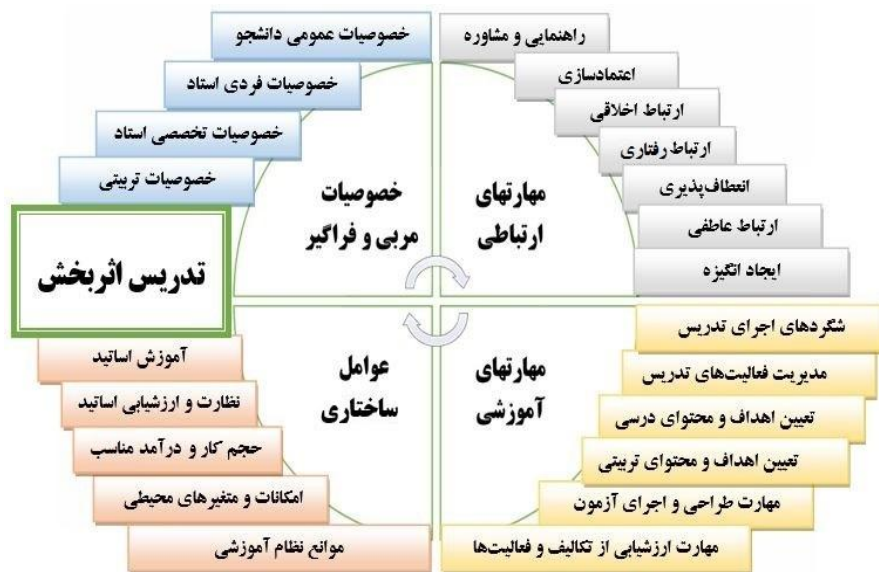 راهنمایی و مشاوره
اعتمادسازی
ارتباط اخلاقی
ارتباط رفتاری
انعطاف‌پذیری
ارتباط عاطفی
ایجاد انگیزه
مهارتهای
ارتباطی
خصوصیات عمومی دانشجو
خصوصیات فردی استاد
خصوصیات تخصصی استاد
خصوصیات تربیتی
خصوصیات
مربی و فراگیر
تدریس اثربخش
شگردهای اجرای تدریس
مدیریت فعالیت‌های تدریس
تعیین اهداف و محتوای درسی
تعیین اهداف و محتوای تربیتی
مهارت طراحی و اجرای آزمون
مهارت ارزشیابی از تکالیف و فعالیت‌ها
مهارتهای
آموزشی
عوامل
ساختاری
آموزش اساتید
نظارت و ارزشیابی اساتید
حجم کار و درآمد مناسب
امکانات و متغیرهای محیطی
موانع نظام آموزشی